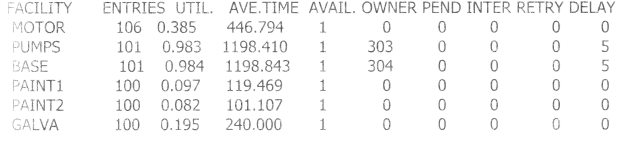 FACILITY ENTRIES UTIL. AVE.TIME AVAIL. OWNER PEND INTER RETRY DELAY
MOTOR 106 0.385 446.794 1 0 0 0 0 0
PUMPS 101 0.983 1198.410 1 303 0 0 0 5
BASE 101 0.984 1198.843 1 304 0 0 0 5
PAINT1 100 0.097 119.469 1 0 0 0 0 0
PAINT2 100 0.082 101.107 1 0 0 0 0 0
GALVA 100 0.195 240.000 1 0 0 0 0 0